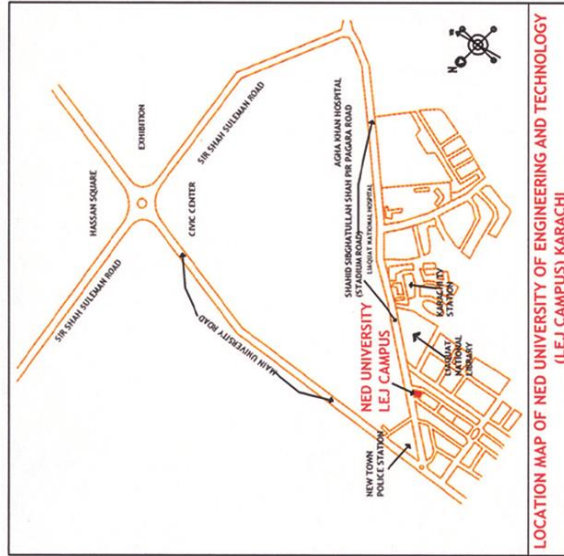 HASSAN SQUARE
EXHIBITION
SIR SHAH SULEMAN ROAD
SIR SHAH SULEMAN ROAD
CIVIC CENTER
MAIN UNIVERSITY ROAD
AGHA KHAN HOSPITAL
SHAHID SIBGHATULLAH SHAH PIR PAGARA ROAD
(STADIUM ROAD)
LIAQUAT NATIONAL HOSPITAL
NED UNIVERSITY
LEJ CAMPUS
NEW TOWN
POLICE STATION
LIAQUAT
NATIONAL
LIBRARY
STATION
N
LOCATION MAP OF NED UNIVERSITY OF ENGINEERING AND TECHNOLOGY
(LEJ CAMPUS) KARACHI